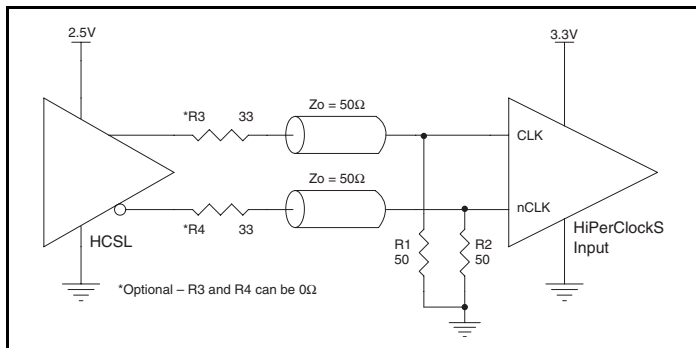 2.5V
3.3V
*R3 33
Zo = 50Ω
CLK
Zo = 50Ω
nCLK
*R4 33
HCSL
R1
50
R2
50
HiPerClockS
Input
*Optional – R3 and R4 can be 0Ω